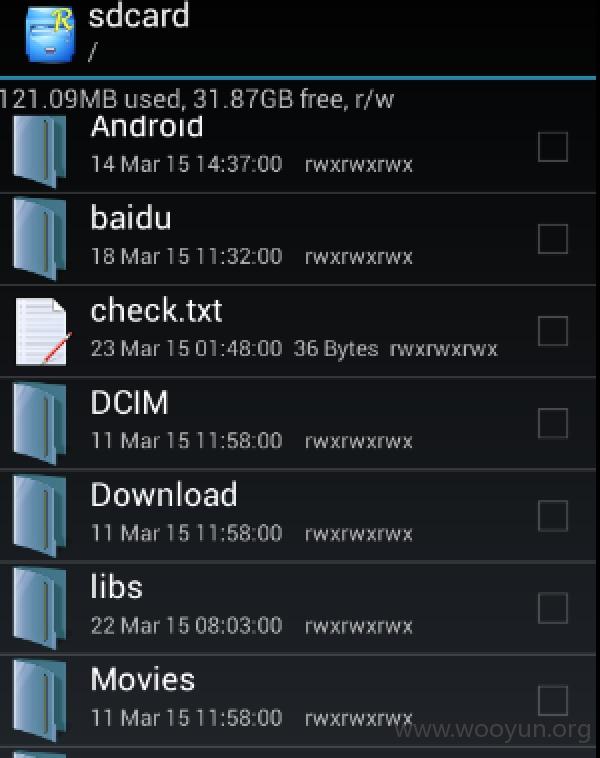 sdcard
/
121.09MB used, 31.87GB free, r/w
Android
14 Mar 15 14:37:00 rwxrwxrwx
baidu
18 Mar 15 11:32:00 rwxrwxrwx
check.txt
23 Mar 15 01:48:00 36 Bytes rwxrwxrwx
DCIM
11 Mar 15 11:58:00 rwxrwxrwx
Download
11 Mar 15 11:58:00 rwxrwxrwx
libs
22 Mar 15 08:03:00 rwxrwxrwx
Movies
11 Mar 15 11:58:00 rwxrwxrwx
www.wooyun.org